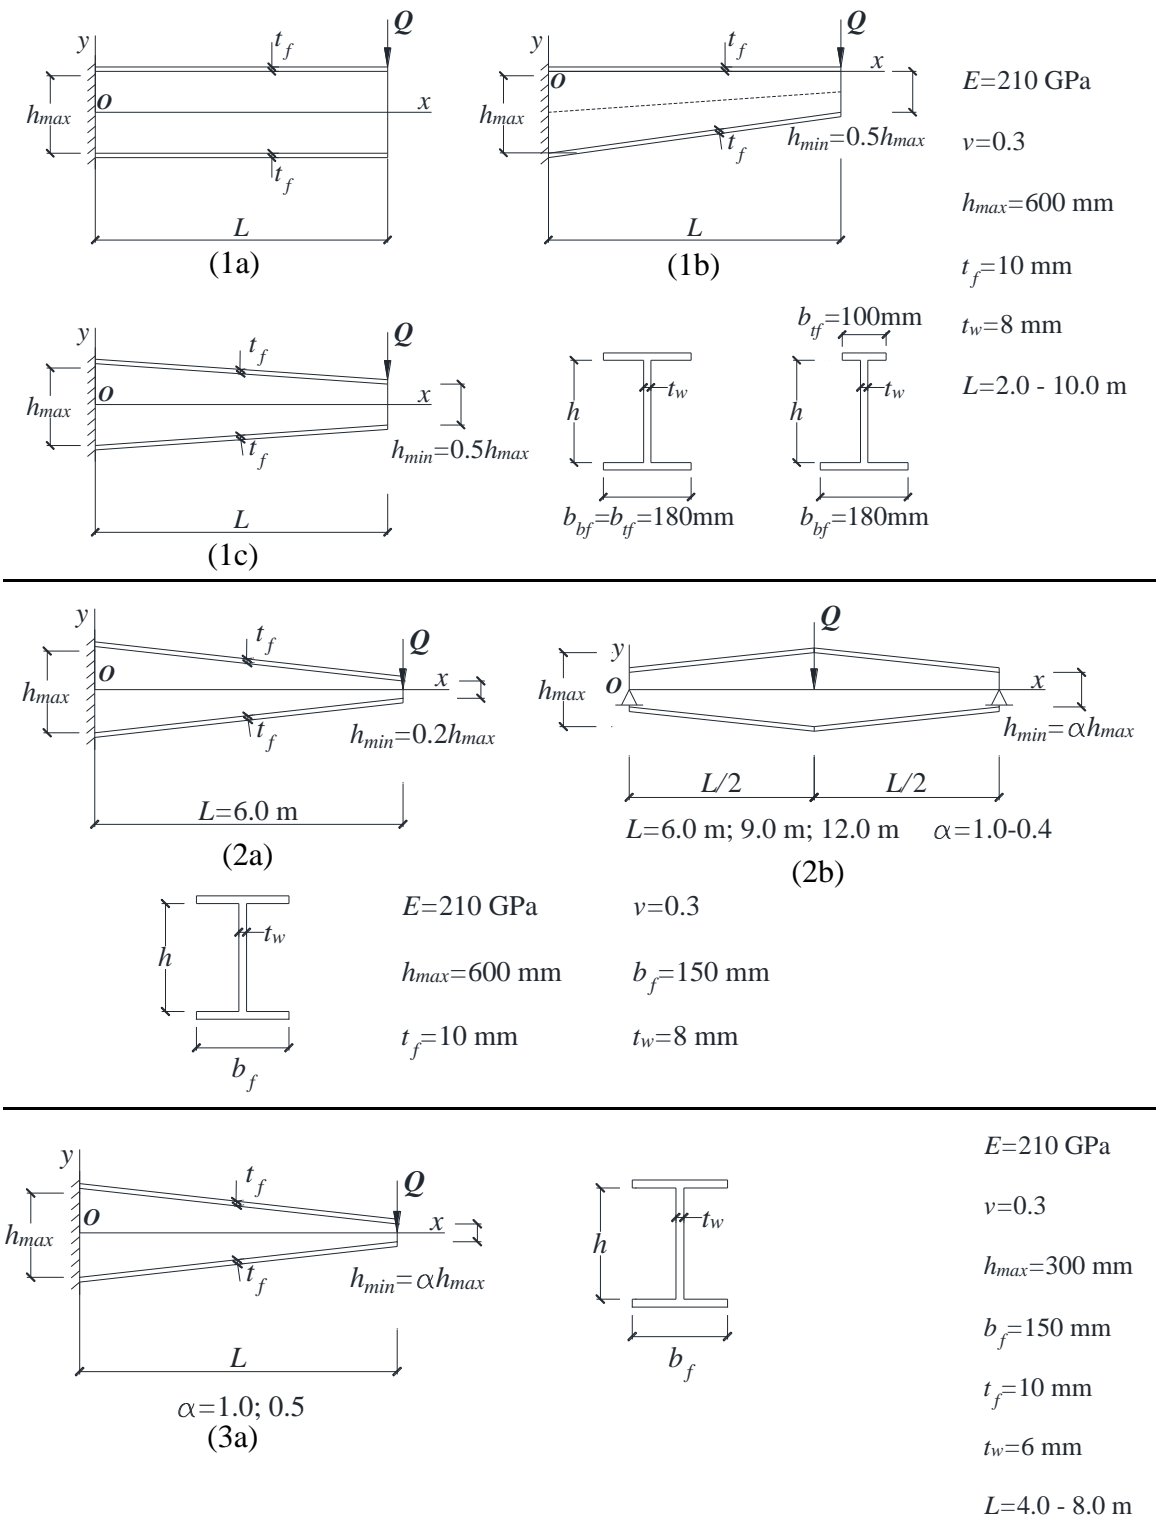 y
t_f
Q
h_max
O
x
t_f
L
(1a)
y
t_f
Q
x
O
h_max
t_f
h_min=0.5h_max
L
(1b)
E=210 GPa
v=0.3
h_max=600 mm
t_f=10 mm
t_w=8 mm
L=2.0 - 10.0 m
y
t_f
Q
O
x
h_max
t_f
h_min=0.5h_max
L
(1c)
h
t_w
b_bf=b_tf=180mm
b_tf=100mm
h
t_w
b_bf=180mm
y
t_f
Q
O
x
h_max
t_f
h_min=0.2h_max
L=6.0 m
(2a)
Q
y
h_max
O
x
h_min=αh_max
L/2
L/2
L=6.0 m; 9.0 m; 12.0 m α=1.0-0.4
(2b)
h
t_w
b_f
E=210 GPa
v=0.3
h_max=600 mm
b_f=150 mm
t_f=10 mm
t_w=8 mm
y
t_f
Q
O
x
h_max
t_f
h_min=αh_max
L
α=1.0; 0.5
(3a)
h
t_w
b_f
E=210 GPa
v=0.3
h_max=300 mm
b_f=150 mm
t_f=10 mm
t_w=6 mm
L=4.0 - 8.0 m